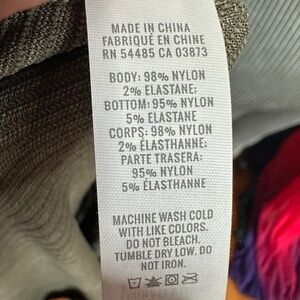 MADE IN CHINA
FABRIQUÉ EN CHINE
RN 54485 CA 03873
BODY: 98% NYLON
2% ELASTANE;
BOTTOM: 95% NYLON
5% ELASTANE
CORPS: 98% NYLON
2% ÉLASTHANNE;
PARTE TRASERA:
95% NYLON
5% ÉLASTHANNE
MACHINE WASH COLD
WITH LIKE COLORS.
DO NOT BLEACH.
TUMBLE DRY LOW. DO
NOT IRON.